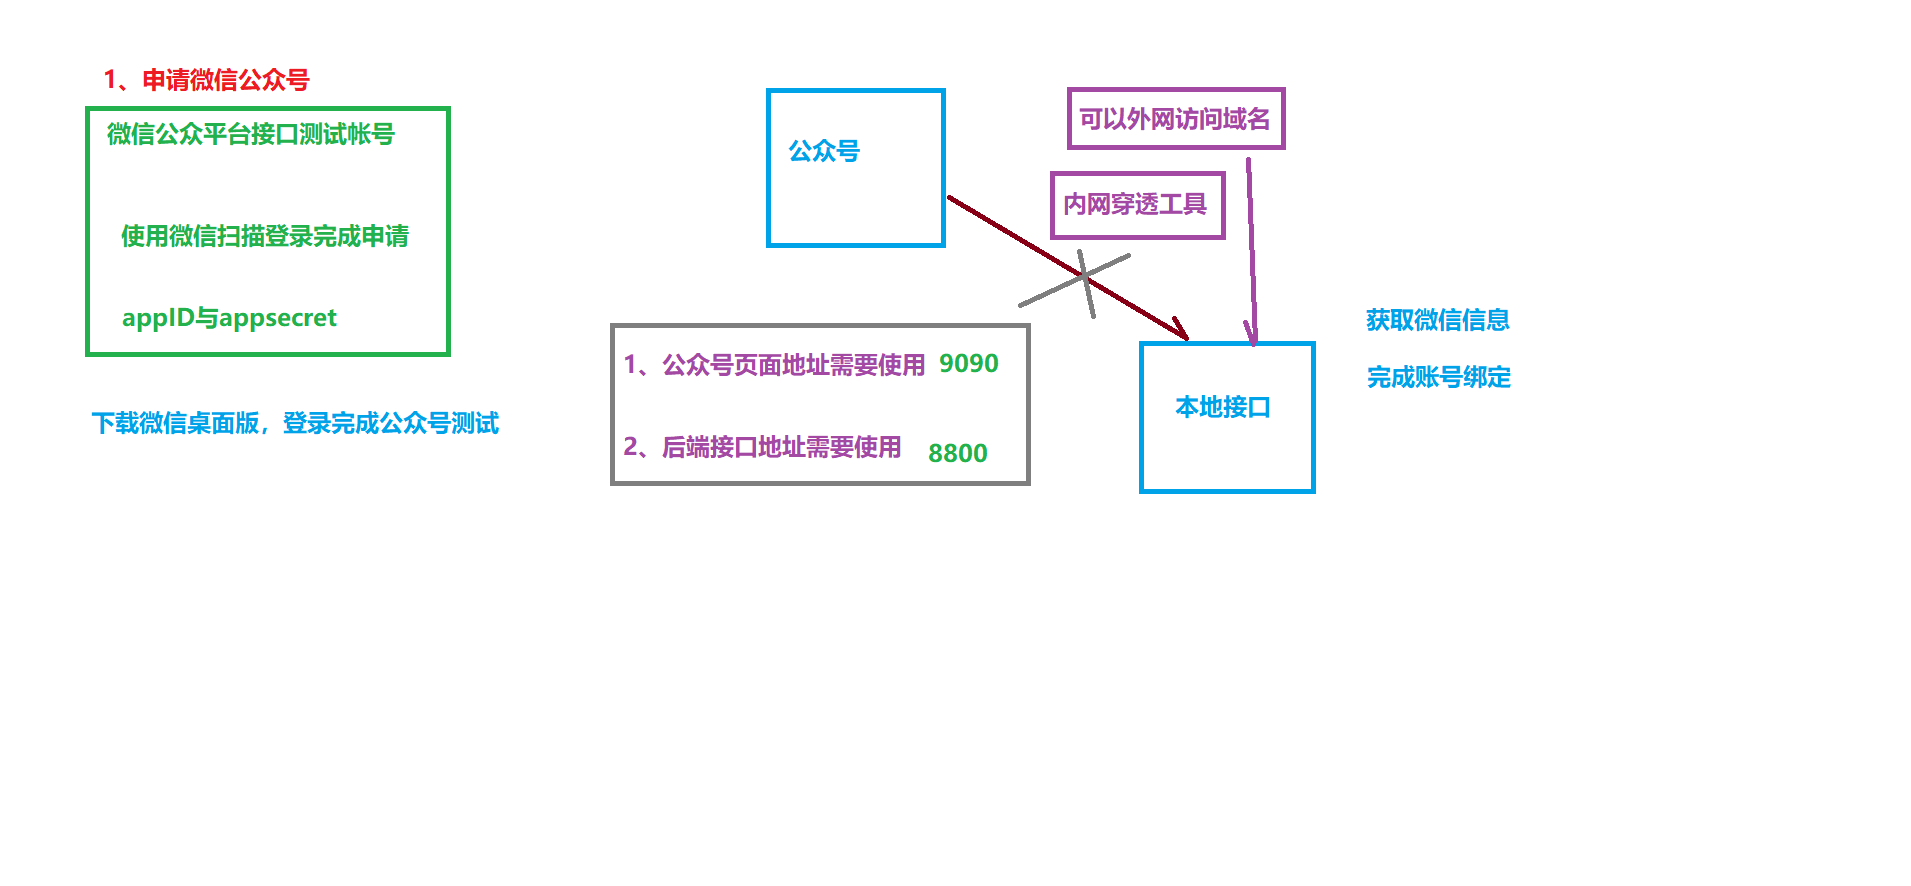 1、申请微信公众号
微信公众平台接口测试帐号
使用微信扫描登录完成申请
appID与appsecret
下载微信桌面版，登录完成公众号测试
公众号
可以外网访问域名
内网穿透工具
1、公众号页面地址需要使用 9090
2、后端接口地址需要使用 8800
本地接口
获取微信信息
完成账号绑定